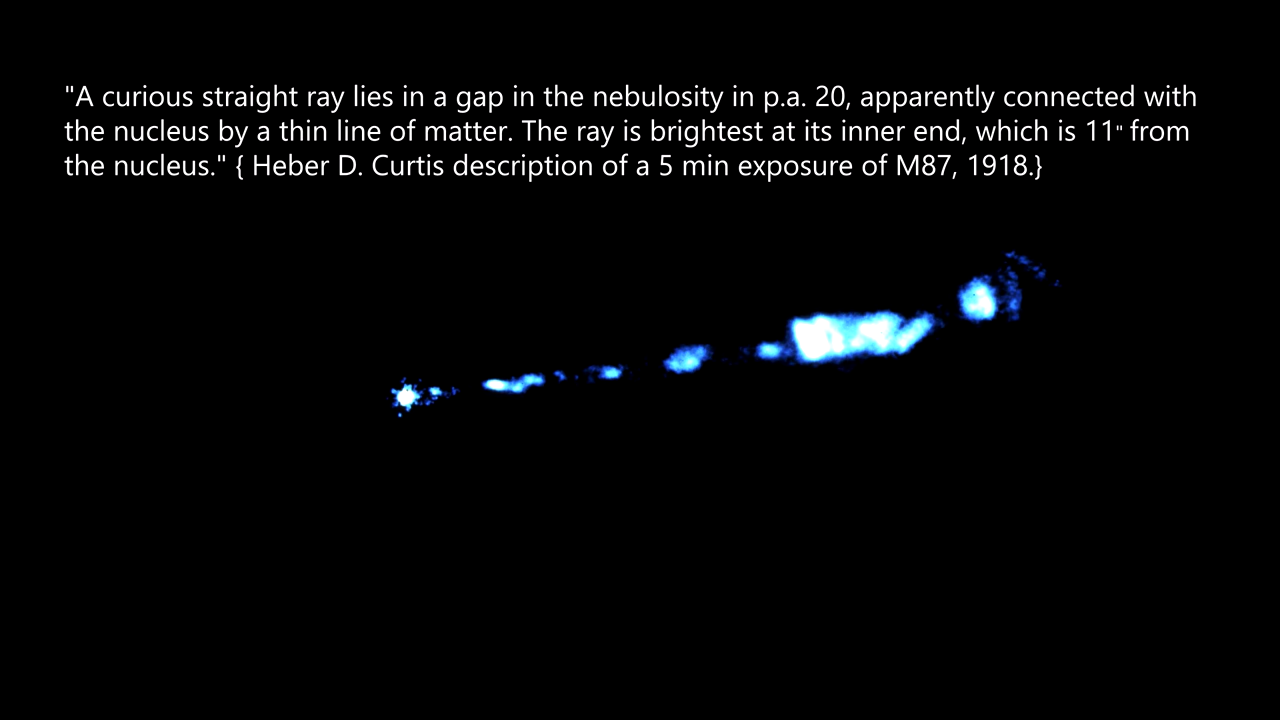 "A curious straight ray lies in a gap in the nebulosity in p.a. 20, apparently connected with
the nucleus by a thin line of matter. The ray is brightest at its inner end, which is 11" from
the nucleus." { Heber D. Curtis description of a 5 min exposure of M87, 1918.}